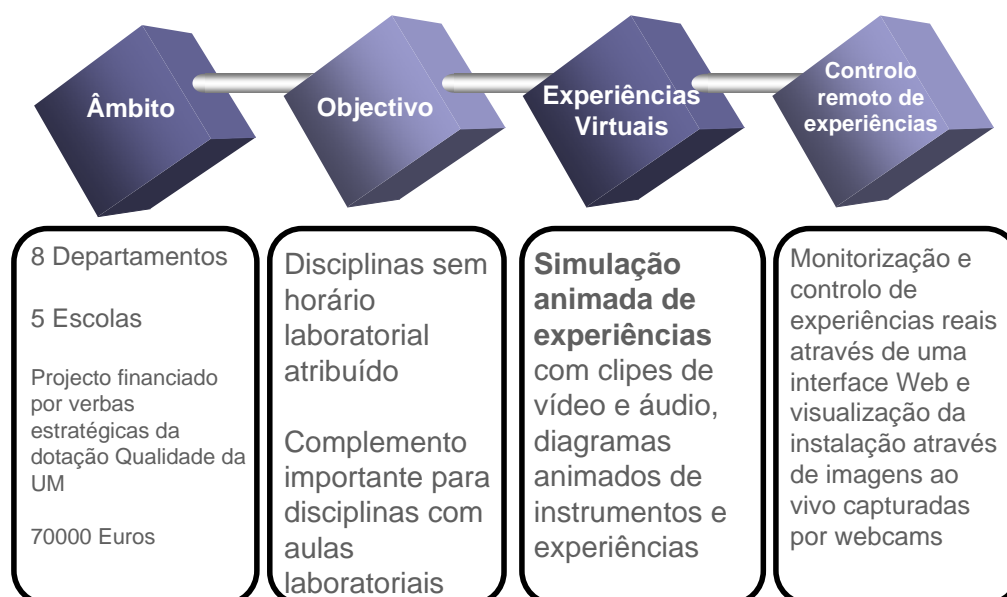 Âmbito
8 Departamentos
5 Escolas
Projecto financiado
por verbas
estratégicas da
dotação Qualidade da
UM
70000 Euros
Objectivo
Disciplinas sem
horário
laboratorial
atribuído
Complemento
importante para
disciplinas com
aulas
laboratoriais
Experiências
Virtuais
Simulação
animada de
experiências
com clipes de
vídeo e áudio,
diagramas
animados de
instrumentos e
experiências
Controlo
remoto de
experiências
Monitorização e
controlo de
experiências reais
através de uma
interface Web e
visualização da
instalação através
de imagens ao
vivo capturadas
por webcams